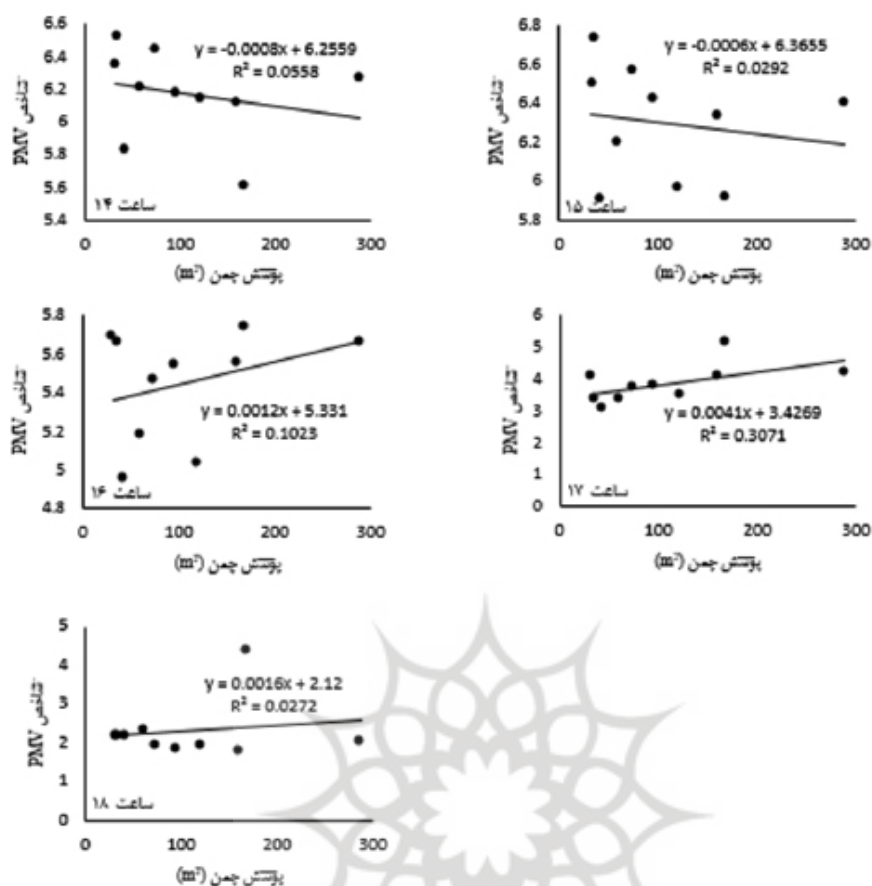 6.6
6.4
6.2
6
5.8
5.6
5.4
شاخص PMV
y = -0.0008x + 6.2559
R² = 0.0558
ساعت ۱۴
0 100 200 300
پوشش چمن (m²)
6.8
6.6
6.4
6.2
6
5.8
شاخص PMV
y = -0.0006x + 6.3655
R² = 0.0292
ساعت ۱۵
0 100 200 300
پوشش چمن (m²)
5.8
5.6
5.4
5.2
5
4.8
شاخص PMV
y = 0.0012x + 5.331
R² = 0.1023
ساعت ۱۶
0 100 200 300
پوشش چمن (m²)
6
5
4
3
2
1
0
شاخص PMV
y = 0.0041x + 3.4269
R² = 0.3071
ساعت ۱۷
0 100 200 300
پوشش چمن (m²)
5
4
3
2
1
0
شاخص PMV
y = 0.0016x + 2.12
R² = 0.0272
ساعت ۱۸
0 100 200 300
پوشش چمن (m²)